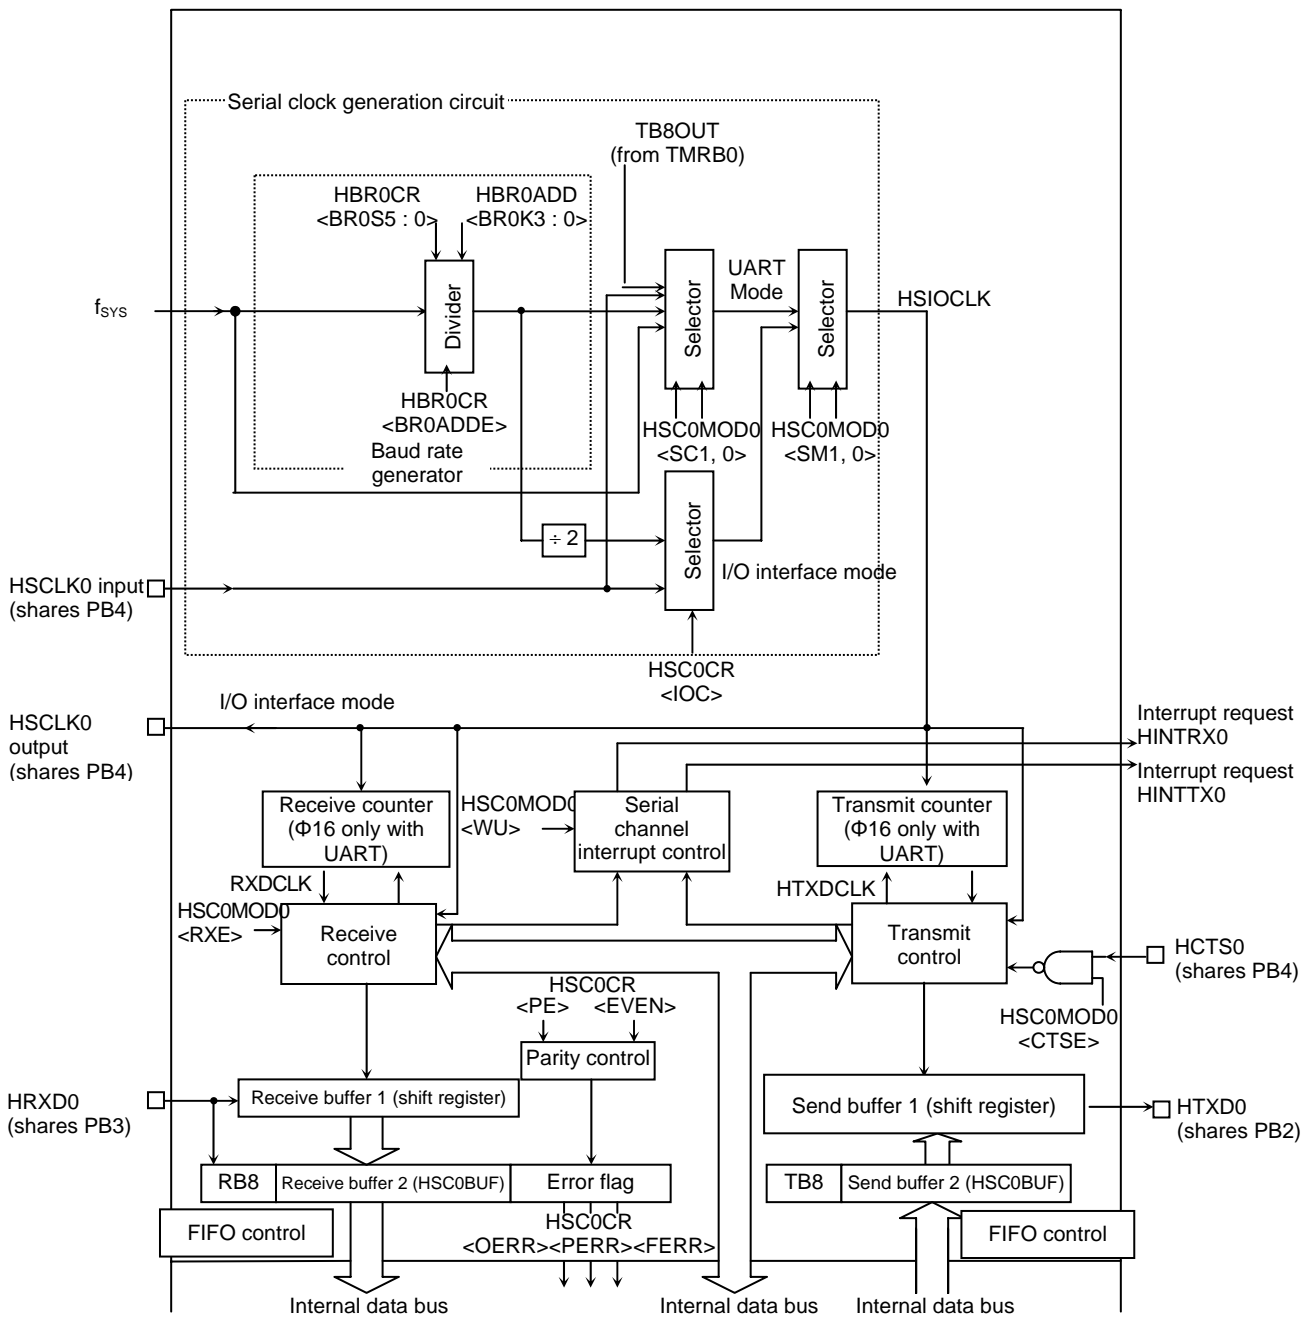 Serial clock generation circuit
TB8OUT
(from TMRB0)
HBR0CR
<BR0S5 : 0>
HBR0ADD
<BR0K3 : 0>
UART
Mode
HSIOCLK
fSYS
Divider
Selector
Selector
HBR0CR
<BR0ADDE>
HSC0MOD0
<SC1, 0>
HSC0MOD0
<SM1, 0>
Baud rate
generator
÷ 2
Selector
I/O interface mode
HSCLK0 input
(shares PB4)
HSC0CR
<IOC>
I/O interface mode
HSCLK0
output
(shares PB4)
Interrupt request
HINTRX0
Interrupt request
HINTTX0
Receive counter
(Φ16 only with
UART)
HSC0MOD0
<WU>
Serial
channel
interrupt control
Transmit counter
(Φ16 only with
UART)
RXDCLK
HTXDCLK
HSC0MOD0
<RXE>
Receive
control
Transmit
control
HCTS0
(shares PB4)
HSC0CR
<PE>
<EVEN>
HSC0MOD0
<CTSE>
Parity control
HRXD0
(shares PB3)
Receive buffer 1 (shift register)
Send buffer 1 (shift register)
HTXD0
(shares PB2)
RB8
Receive buffer 2 (HSC0BUF)
Error flag
TB8
Send buffer 2 (HSC0BUF)
FIFO control
HSC0CR
<OERR><PERR><FERR>
FIFO control
Internal data bus
Internal data bus
Internal data bus